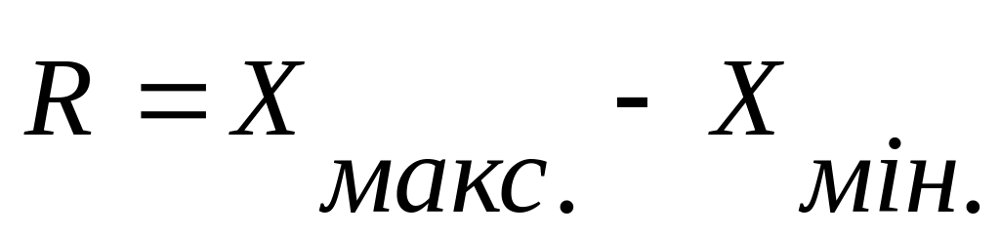 R = X макс. - X мін.